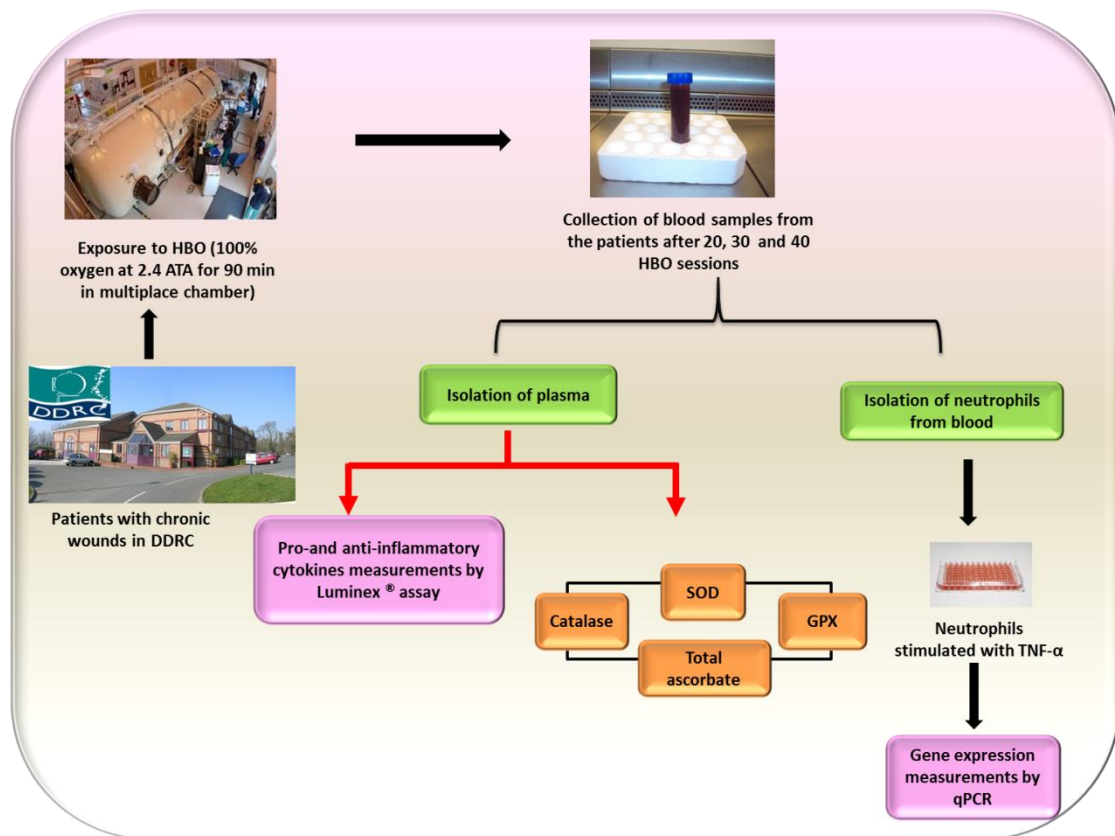 Exposure to HBO (100%
oxygen at 2.4 ATA for 90 min
in multiplace chamber)
Collection of blood samples from
the patients after 20, 30 and 40
HBO sessions
DDRC
Patients with chronic
wounds in DDRC
Isolation of plasma
Isolation of neutrophils
from blood
Pro-and anti-inflammatory
cytokines measurements by
Luminex ® assay
SOD
Catalase
GPX
Total
ascorbate
Neutrophils
stimulated with TNF-α
Gene expression
measurements by
qPCR